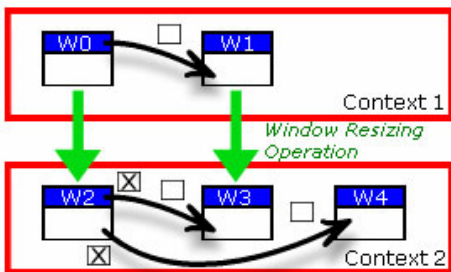 W0 W1
Context 1
Window Resizing
Operation
W2 W3 W4
Context 2